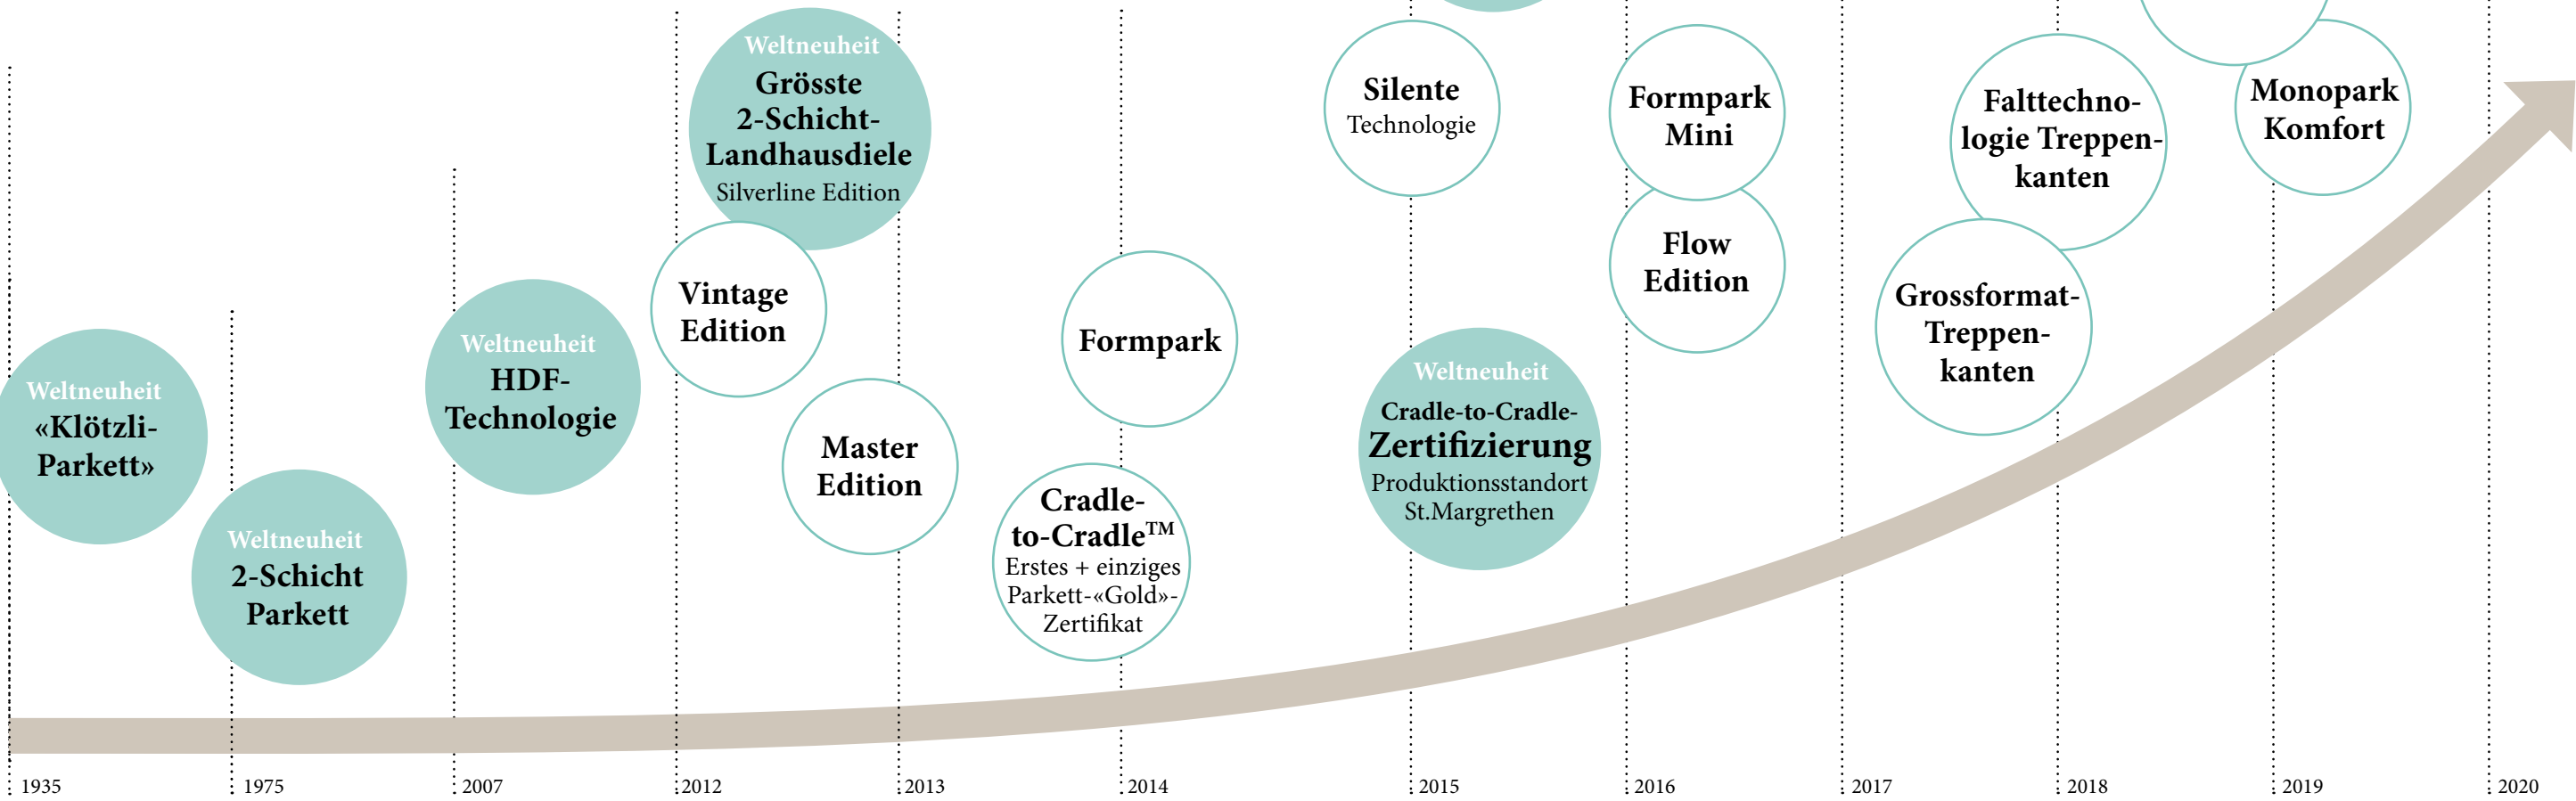 Weltneuheit
«Klötzli-
Parkett»
Weltneuheit
2-Schicht
Parkett
Weltneuheit
HDF-
Technologie
Weltneuheit
Grösste
2-Schicht-
Landhausdiele
Silverline Edition
Vintage
Edition
Master
Edition
Formpark
Cradle-
to-Cradle™
Erstes + einziges
Parkett-«Gold»-
Zertifikat
Silente
Technologie
Weltneuheit
Cradle-to-Cradle-
Zertifizierung
Produktionsstandort
St.Margrethen
Formpark
Mini
Flow
Edition
Falttechno-
logie Treppen-
kanten
Grossformat-
Treppen-
kanten
Monopark
Komfort
1935
1975
2007
2012
2013
2014
2015
2016
2017
2018
2019
2020